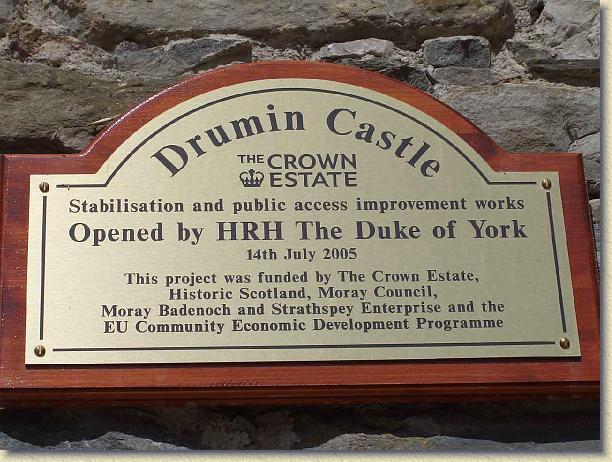 Drumin Castle
THE CROWN
ESTATE
Stabilisation and public access improvement works
Opened by HRH The Duke of York
14th July 2005
This project was funded by The Crown Estate,
Historic Scotland, Moray Council,
Moray Badenoch and Strathspey Enterprise and the
EU Community Economic Development Programme